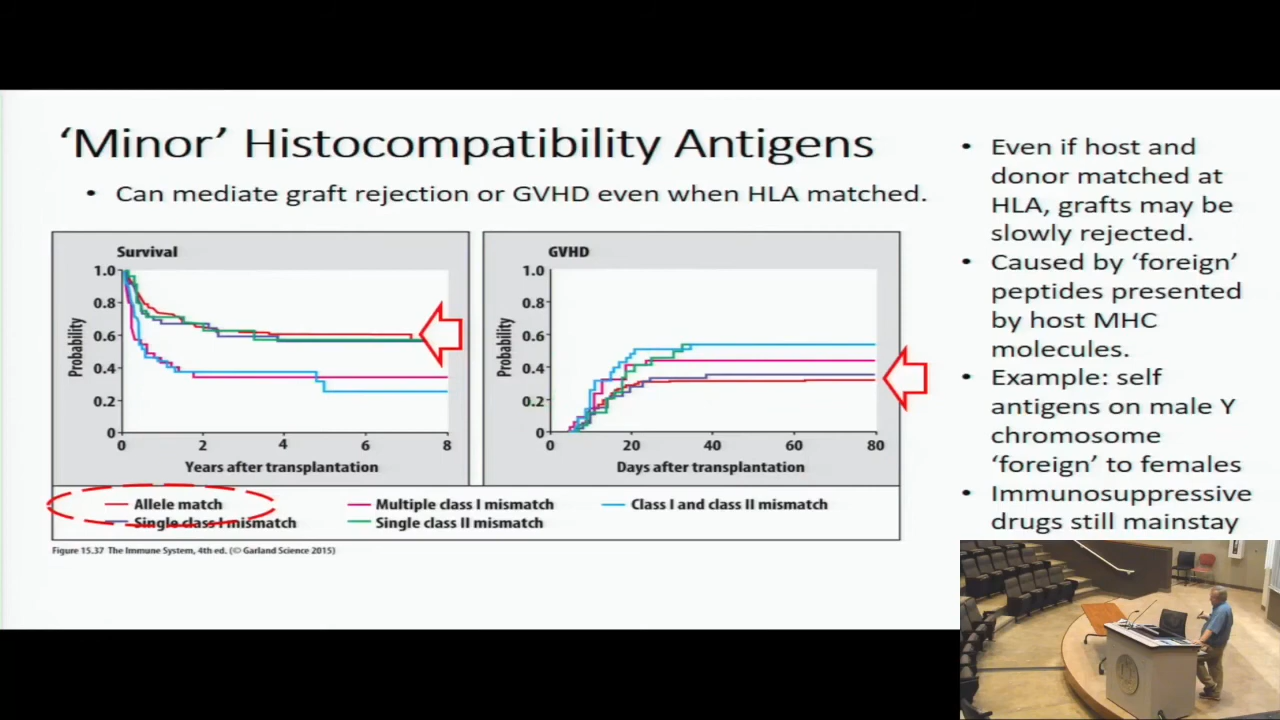 ‘Minor’ Histocompatibility Antigens
• Can mediate graft rejection or GVHD even when HLA matched.
Survival
1.0
0.8
0.6
0.4
0.2
0
Probability
0 2 4 6 8
Years after transplantation
GVHD
1.0
0.8
0.6
0.4
0.2
0
Probability
0 20 40 60 80
Days after transplantation
Allele match
Multiple class I mismatch
Class I and class II mismatch
Single class I mismatch
Single class II mismatch
Figure 15.37 The Immune System, 4th ed. (© Garland Science 2015)
• Even if host and
donor matched at
HLA, grafts may be
slowly rejected.
• Caused by ‘foreign’
peptides presented
by host MHC
molecules.
• Example: self
antigens on male Y
chromosome
‘foreign’ to females
• Immunosuppressive
drugs still mainstay